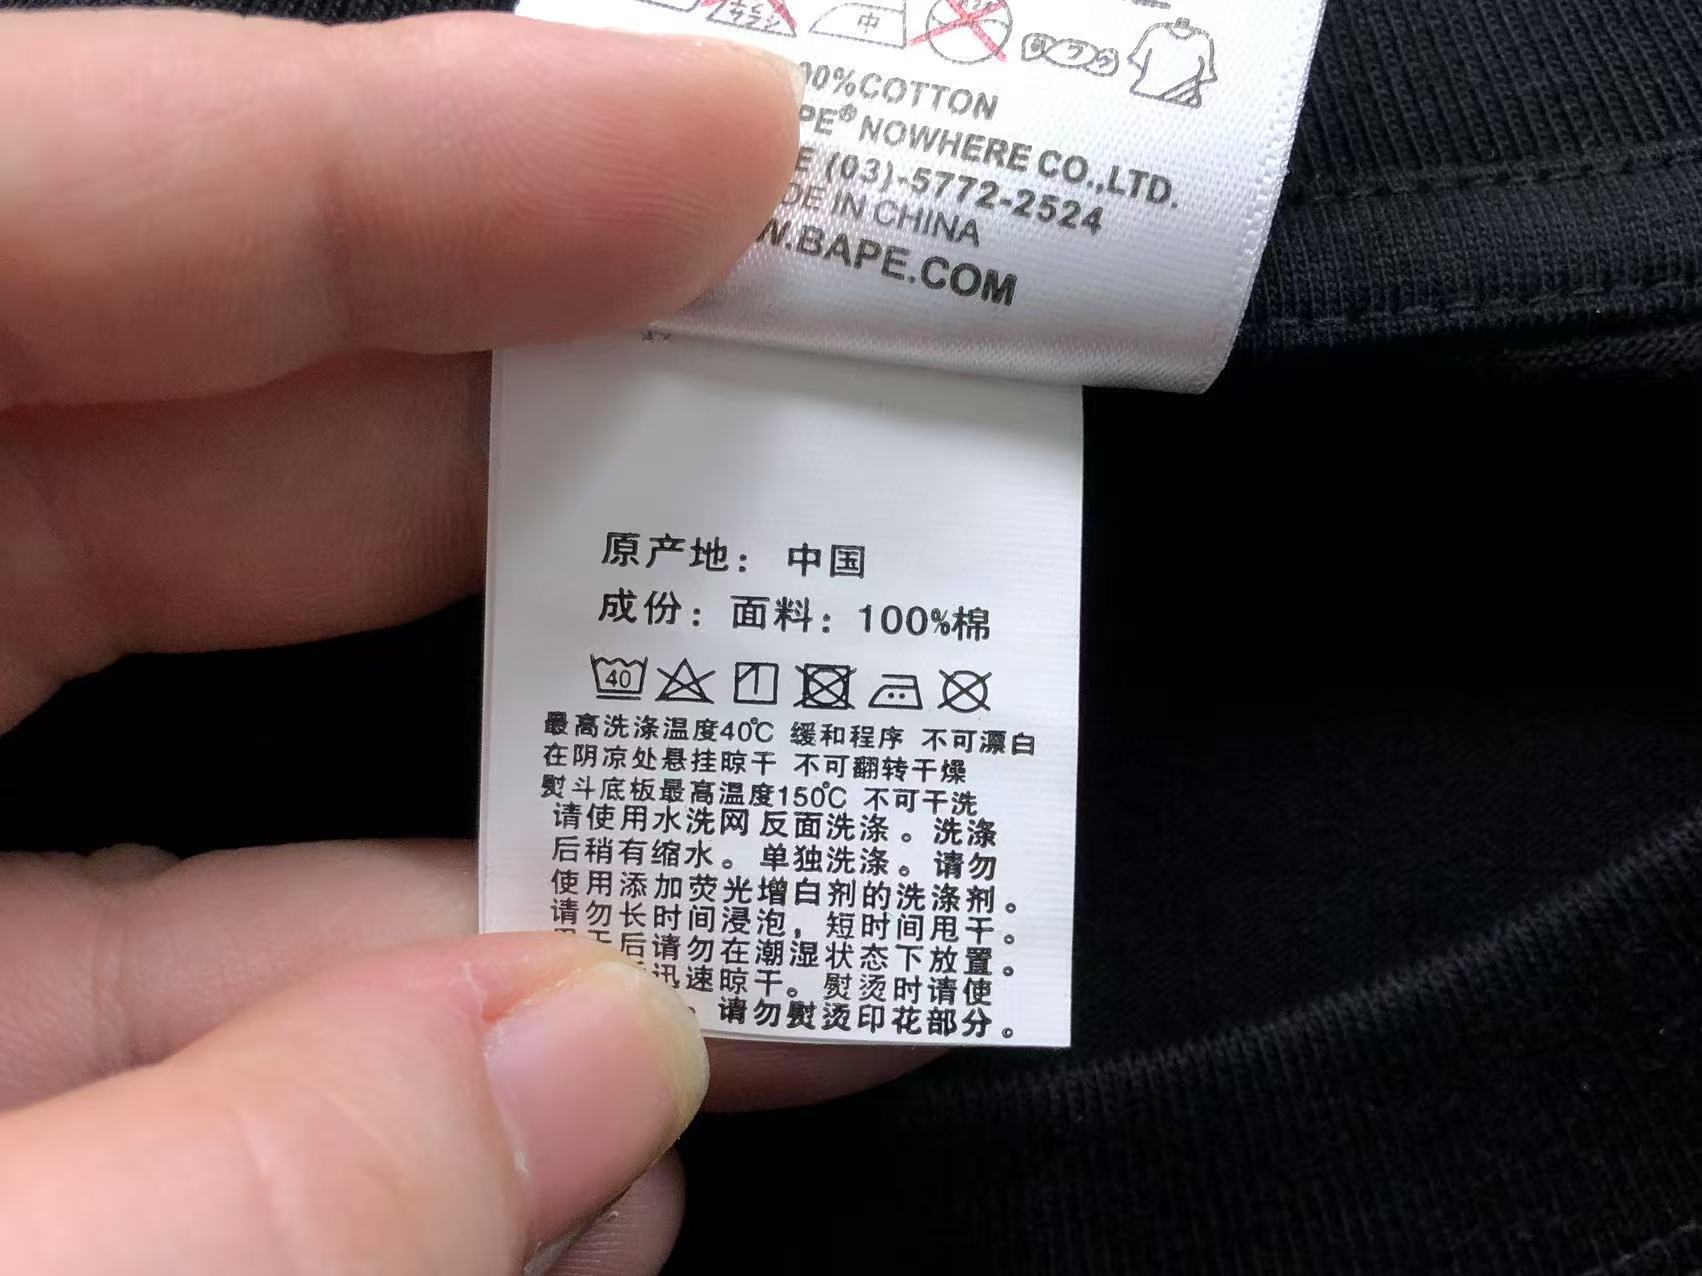 中
00%COTTON
PE® NOWHERE CO.,LTD.
E (03)-5772-2524
DE IN CHINA
W.BAPE.COM
原产地： 中国
成份：面料：100%棉
40
最高洗涤温度40℃ 缓和程序 不可漂白
在阴凉处悬挂晾干 不可翻转干燥
熨斗底板最高温度150℃ 不可干洗
请使用水洗网反面洗涤。洗涤
后稍有缩水。单独洗涤。请勿
使用添加荧光增白剂的洗涤剂。
请勿长时间浸泡，短时间甩干。
后请勿在潮湿状态下放置。
迅速晾干。熨烫时请使
。请勿熨烫印花部分。